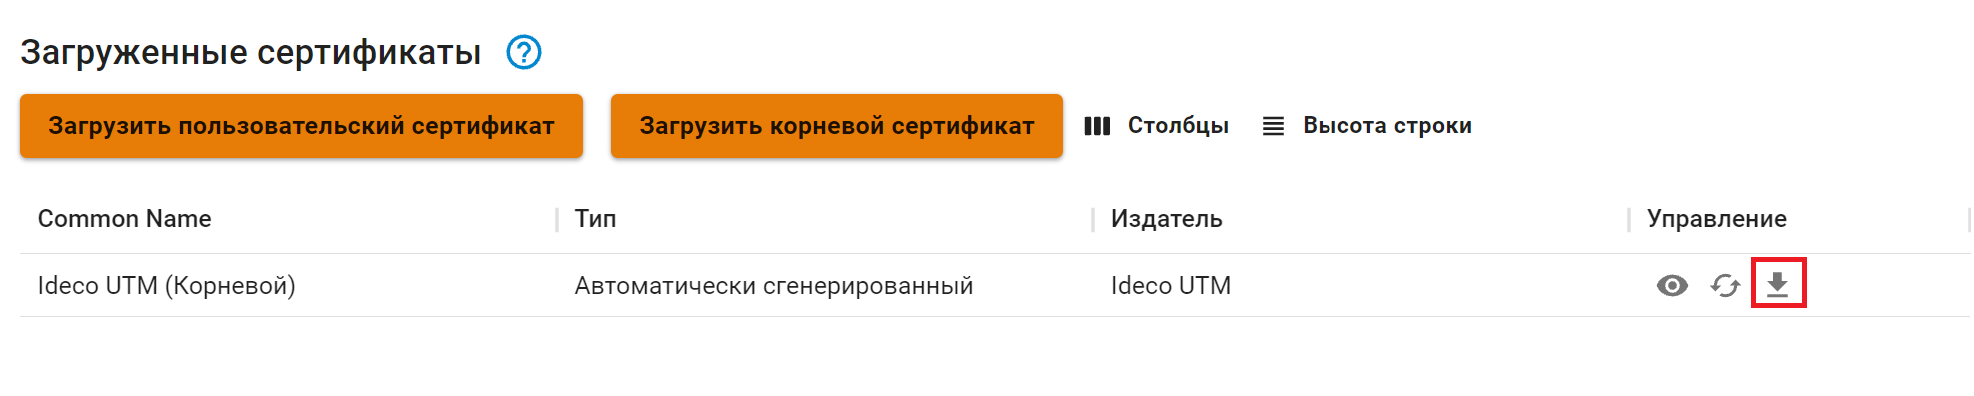 Загруженные сертификаты ?
Загрузить пользовательский сертификат Загрузить корневой сертификат Столбцы Высота строки
Common Name Тип Издатель Управление
Ideco UTM (Корневой) Автоматически сгенерированный Ideco UTM